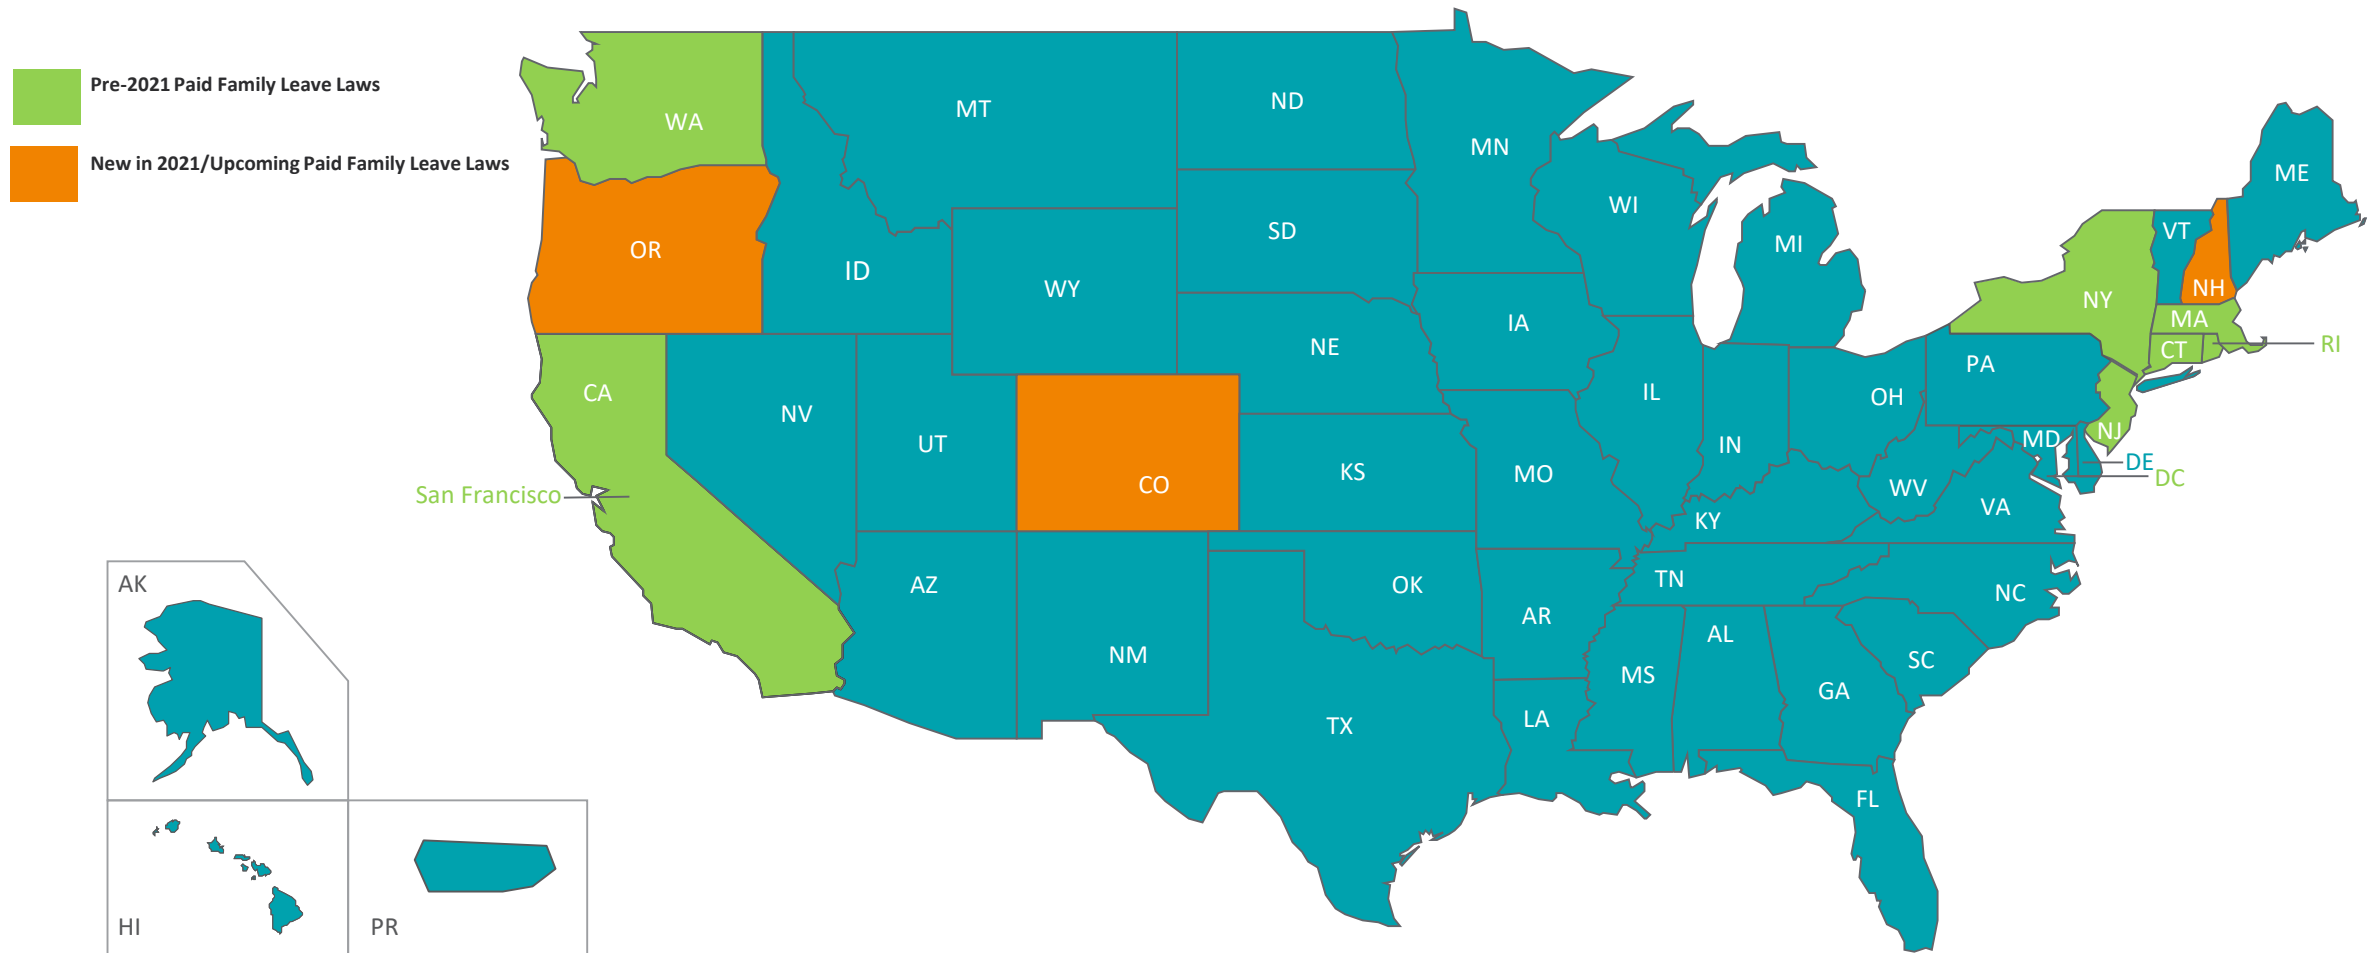 Pre-2021 Paid Family Leave Laws
New in 2021/Upcoming Paid Family Leave Laws
WA
MT
ND
MN
OR
ID
WY
SD
WI
MI
ME
VT
NH
NY
MA
RI
CT
CA
NV
UT
CO
NE
IA
KS
MO
IL
IN
OH
PA
NJ
MD
DE
DC
WV
VA
KY
San Francisco
AZ
NM
OK
AR
TN
NC
TX
LA
MS
AL
GA
SC
FL
AK
HI
PR